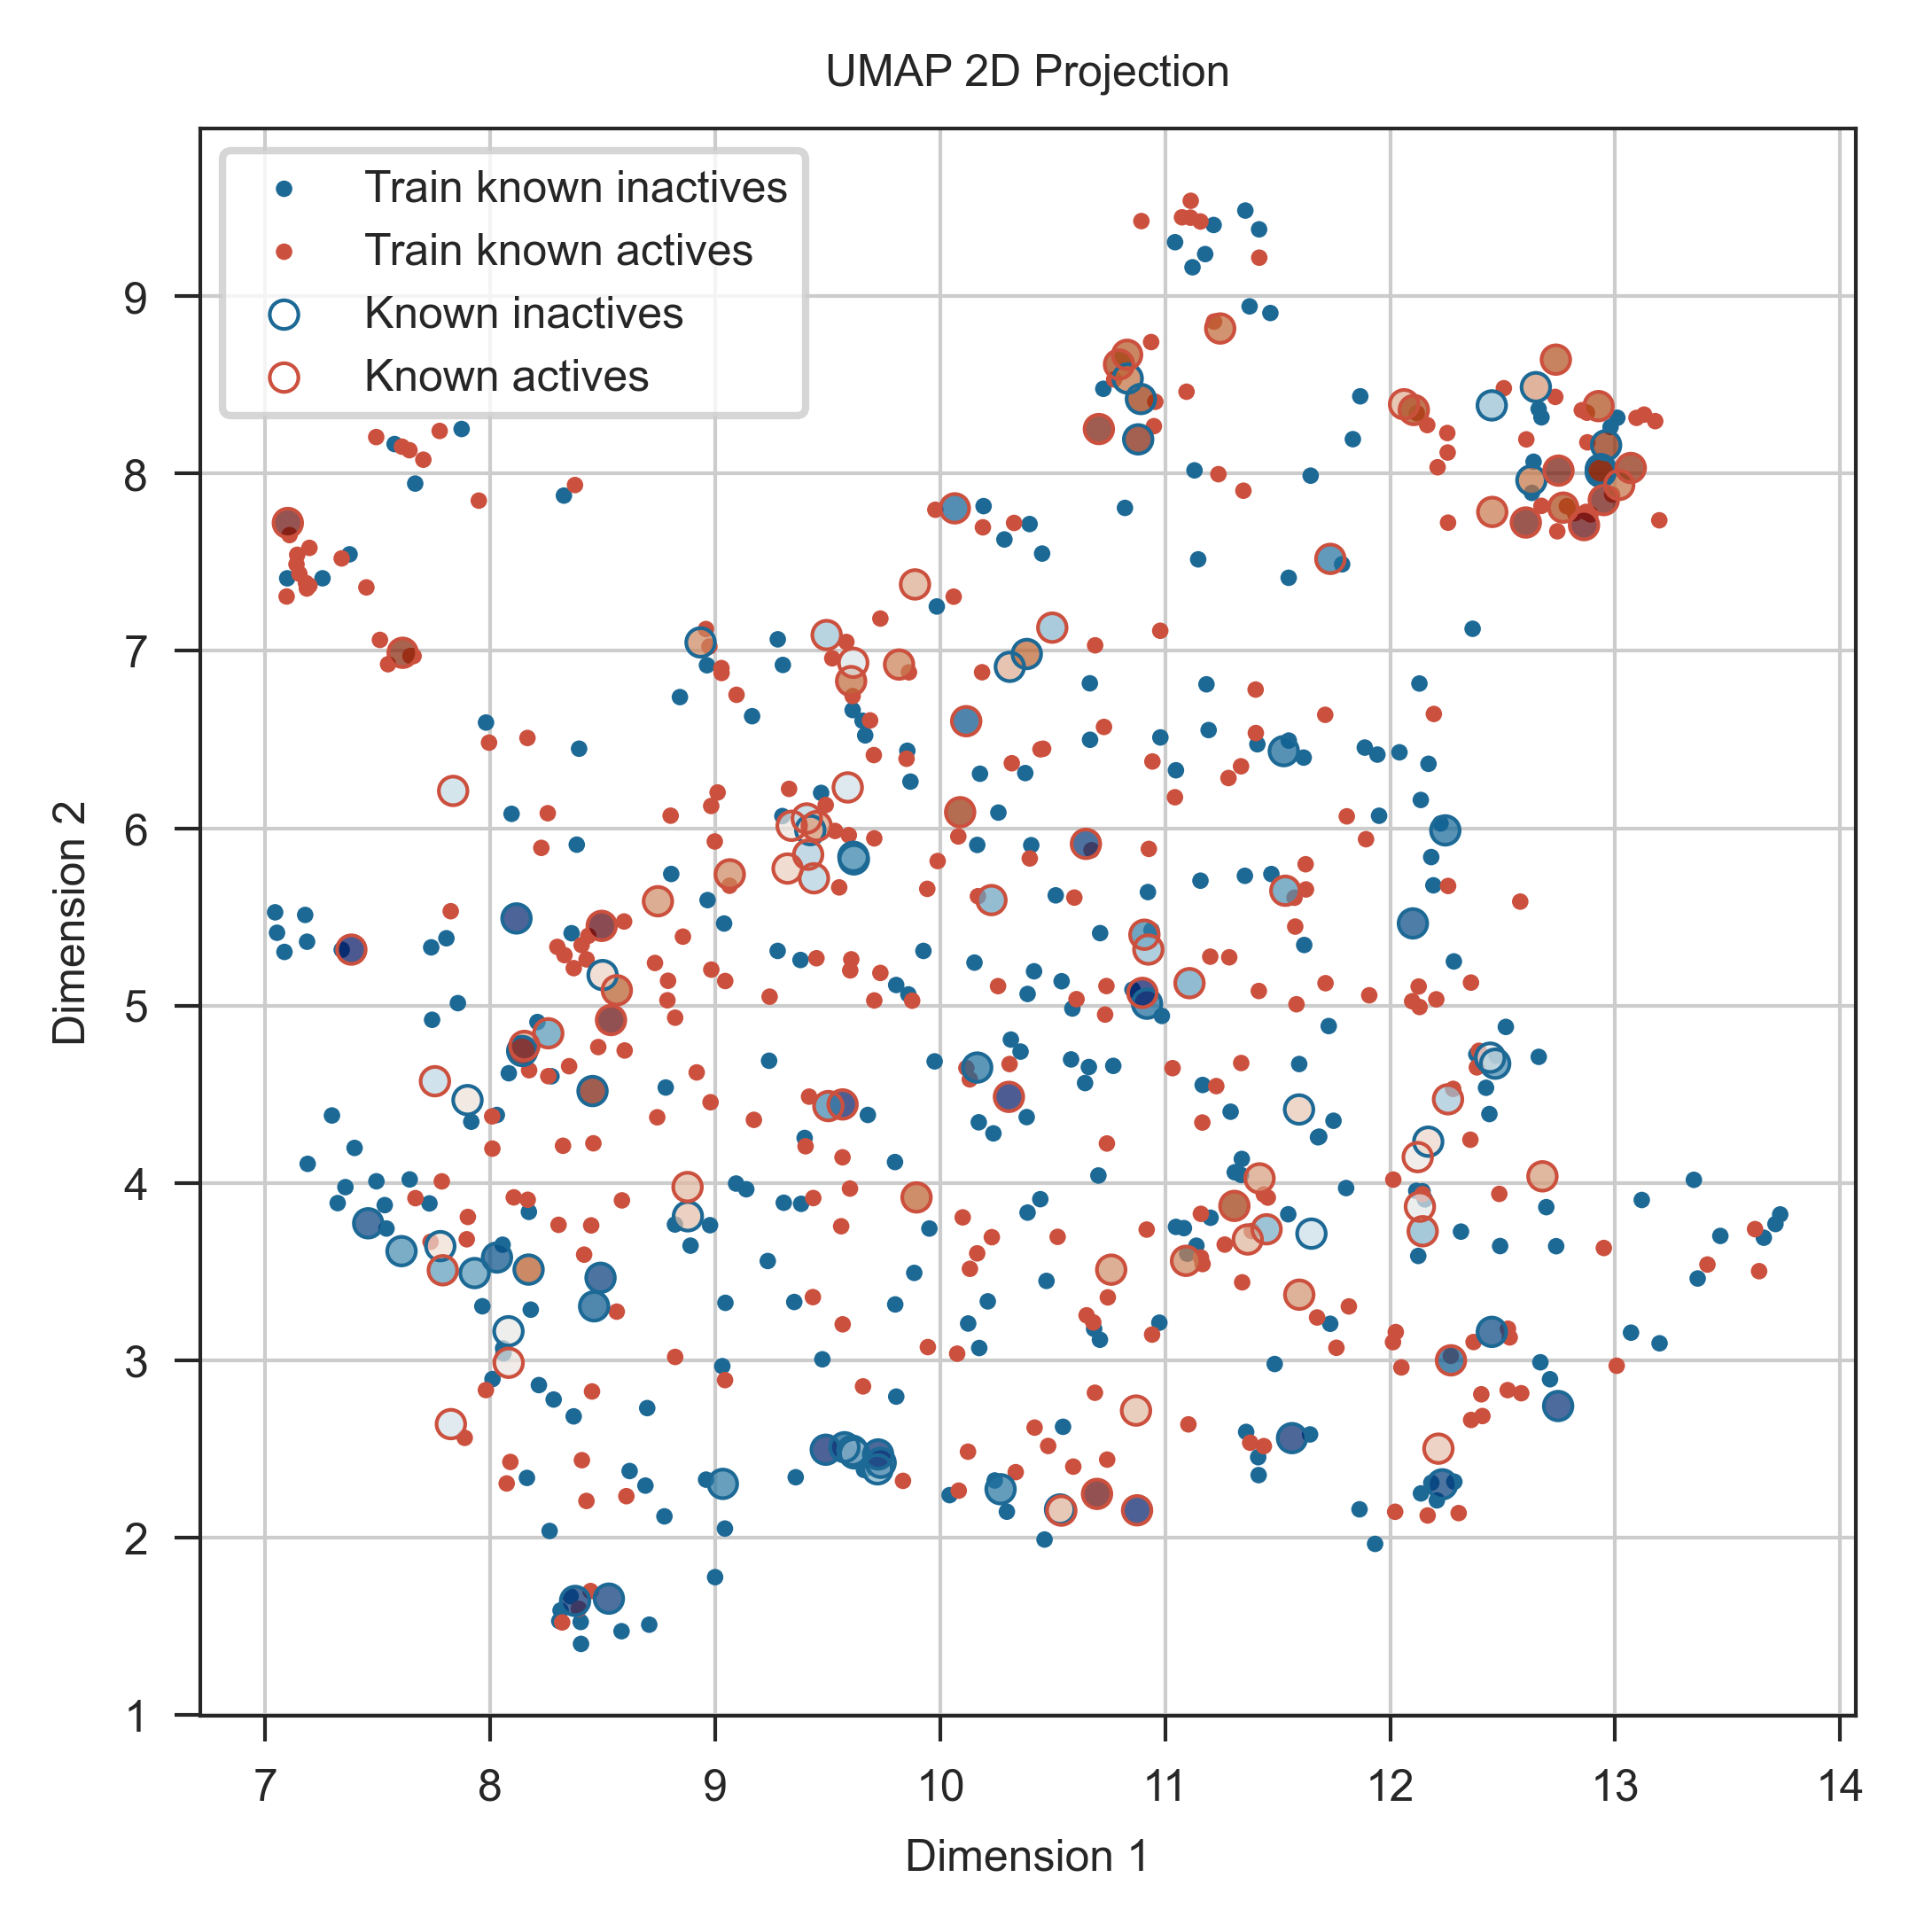 UMAP 2D Projection
Train known inactives
Train known actives
Known inactives
Known actives
9
8
7
6
5
4
3
2
1
Dimension 2
7 8 9 10 11 12 13 14
Dimension 1